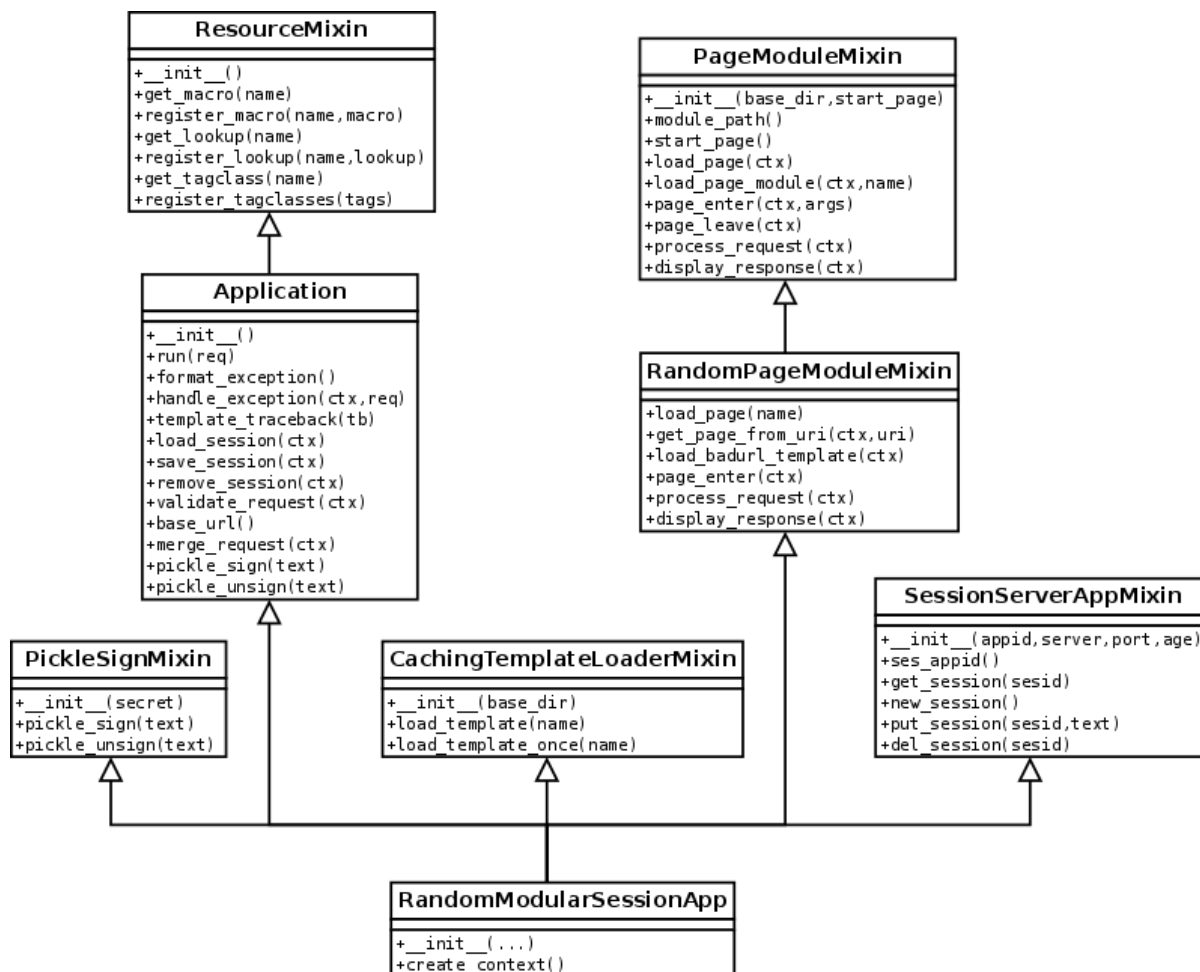 ResourceMixin
+__init__()
+get_macro(name)
+register_macro(name,macro)
+get_lookup(name)
+register_lookup(name,lookup)
+get_tagclass(name)
+register_tagclasses(tags)
PageModuleMixin
+__init__(base_dir,start_page)
+module_path()
+start_page()
+load_page(ctx)
+load_page_module(ctx,name)
+page_enter(ctx,args)
+page_leave(ctx)
+process_request(ctx)
+display_response(ctx)
Application
+__init__()
+run(req)
+format_exception()
+handle_exception(ctx,req)
+template_traceback(tb)
+load_session(ctx)
+save_session(ctx)
+remove_session(ctx)
+validate_request(ctx)
+base_url()
+merge_request(ctx)
+pickle_sign(text)
+pickle_unsign(text)
RandomPageModuleMixin
+load_page(name)
+get_page_from_uri(ctx,uri)
+load_badurl_template(ctx)
+page_enter(ctx)
+process_request(ctx)
+display_response(ctx)
PickleSignMixin
+__init__(secret)
+pickle_sign(text)
+pickle_unsign(text)
CachingTemplateLoaderMixin
+__init__(base_dir)
+load_template(name)
+load_template_once(name)
SessionServerAppMixin
+__init__(appid,server,port,age)
+ses_appid()
+get_session(sesid)
+new_session()
+put_session(sesid,text)
+del_session(sesid)
RandomModularSessionApp
+__init__(...)
+create_context()